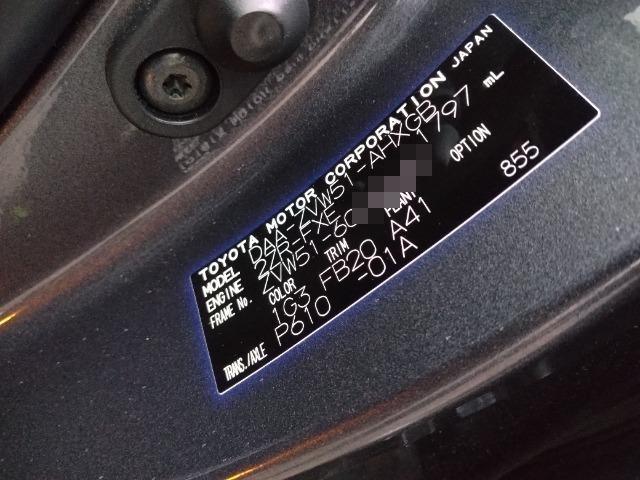 TOYOTA MOTOR CORPORATION JAPAN
MODEL DAA-ZVW51-AHXGB
ENGINE 2ZR-FXE 1797 mL
FRAME No. ZVW51-60
COLOR TRIM PLANT OPTION
1G3 FB20 A41 855
TRANS./AXLE P610 -01A